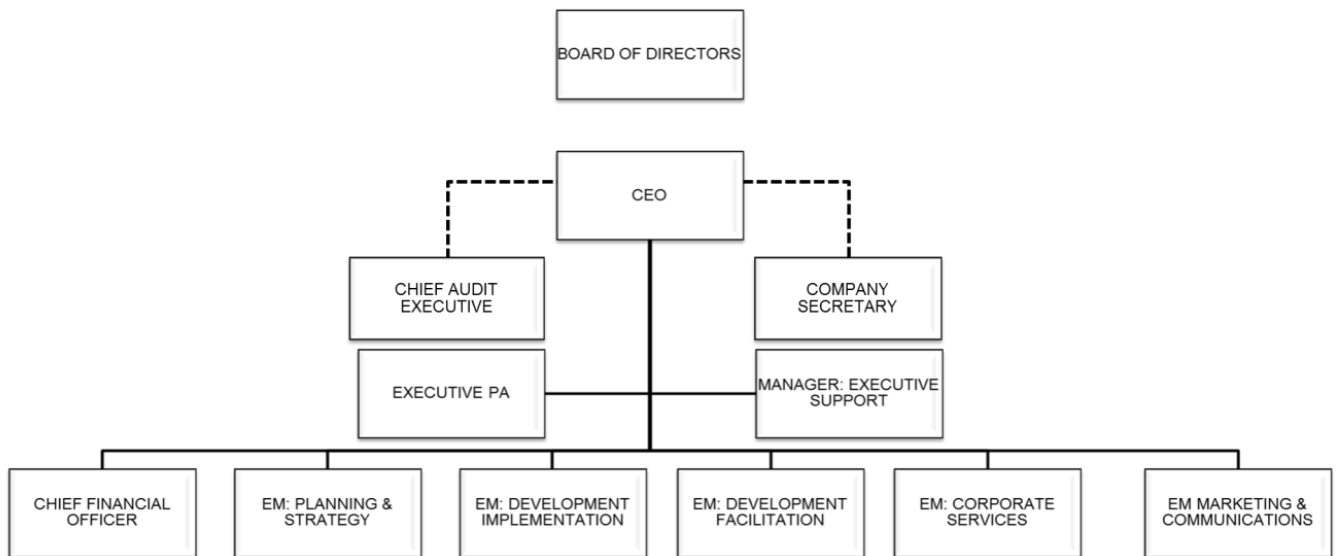 BOARD OF DIRECTORS
CEO
CHIEF AUDIT
EXECUTIVE
COMPANY
SECRETARY
EXECUTIVE PA
MANAGER: EXECUTIVE
SUPPORT
CHIEF FINANCIAL
OFFICER
EM: PLANNING &
STRATEGY
EM: DEVELOPMENT
IMPLEMENTATION
EM: DEVELOPMENT
FACILITATION
EM: CORPORATE
SERVICES
EM MARKETING &
COMMUNICATIONS